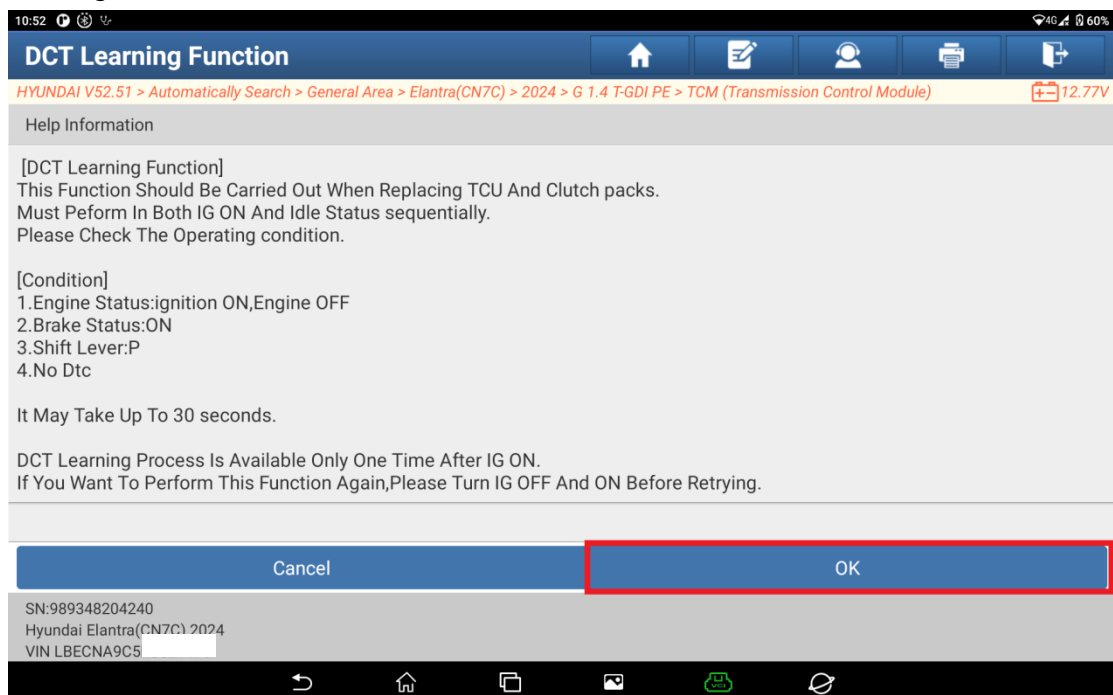 10:52
4G 60%
DCT Learning Function
HYUNDAI V52.51 > Automatically Search > General Area > Elantra(CN7C) > 2024 > G 1.4 T-GDI PE > TCM (Transmission Control Module)
12.77V
Help Information
[DCT Learning Function]
This Function Should Be Carried Out When Replacing TCU And Clutch packs.
Must Peform In Both IG ON And Idle Status sequentially.
Please Check The Operating condition.
[Condition]
1.Engine Status:ignition ON,Engine OFF
2.Brake Status:ON
3.Shift Lever:P
4.No Dtc
It May Take Up To 30 seconds.
DCT Learning Process Is Available Only One Time After IG ON.
If You Want To Perform This Function Again,Please Turn IG OFF And ON Before Retrying.
Cancel
OK
SN:989348204240
Hyundai Elantra(CN7C) 2024
VIN LBECNA9C5
VCI